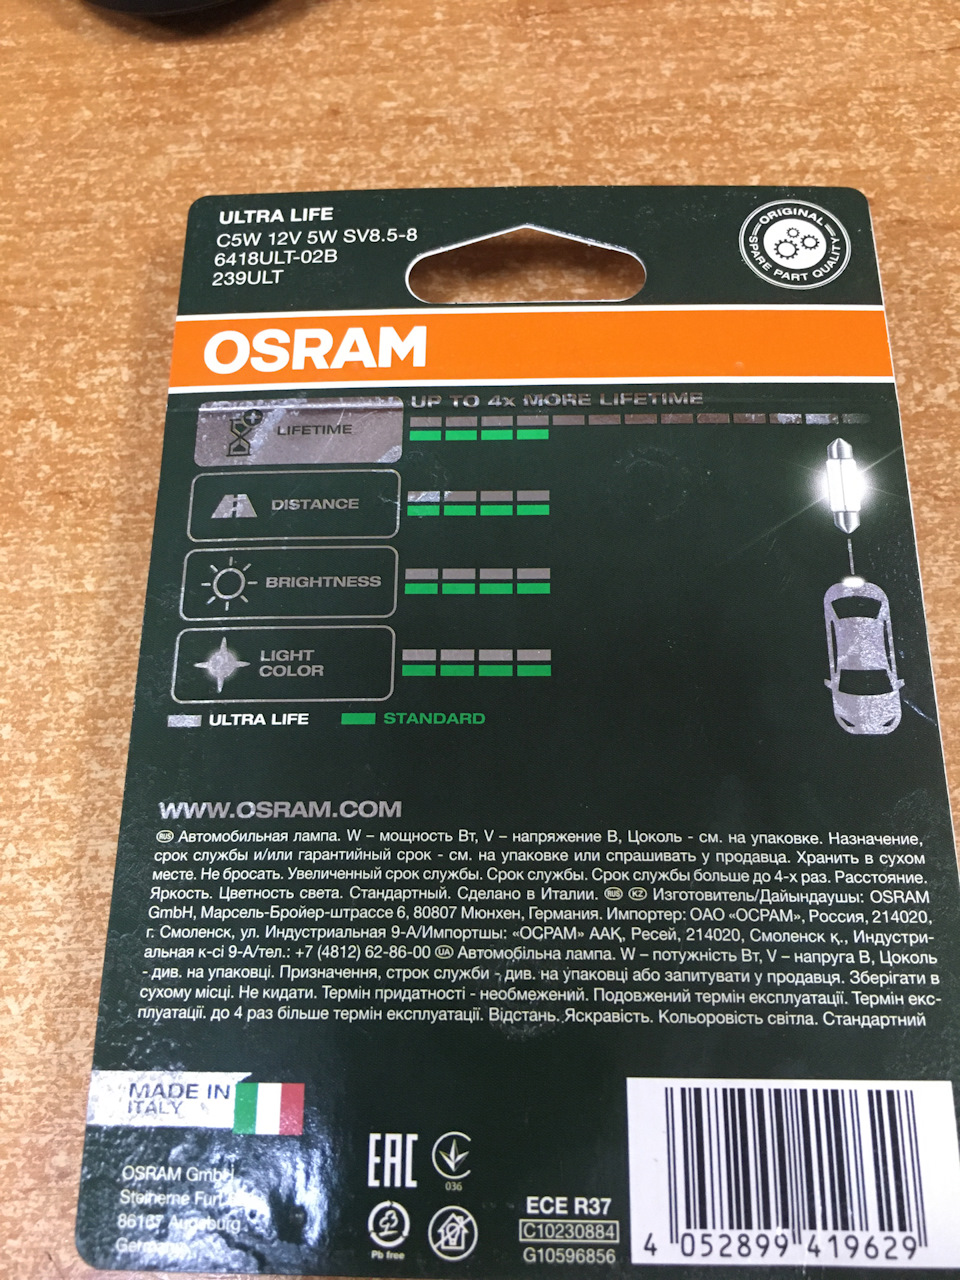 ULTRA LIFE
C5W 12V 5W SV8.5-8
6418ULT-02B
239ULT
ORIGINAL
SPARE PART QUALITY
OSRAM
UP TO 4x MORE LIFETIME
LIFETIME
DISTANCE
BRIGHTNESS
LIGHT
COLOR
ULTRA LIFE STANDARD
WWW.OSRAM.COM
RUS Автомобильная лампа. W – мощность Вт, V – напряжение В, Цоколь - см. на упаковке. Назначение,
срок службы и/или гарантийный срок - см. на упаковке или спрашивать у продавца. Хранить в сухом
месте. Не бросать. Увеличенный срок службы. Срок службы. Срок службы больше до 4-х раз. Расстояние.
Яркость. Цветность света. Стандартный. Сделано в Италии. RUS KZ Изготовитель/Дайындаушы: OSRAM
GmbH, Марсель-Бройер-штрассе 6, 80807 Мюнхен, Германия. Импортер: ОАО «ОСРАМ», Россия, 214020,
г. Смоленск, ул. Индустриальная 9-А/Импортшы: «ОСРАМ» ААҚ, Ресей, 214020, Смоленск қ., Индустри-
альная к-сі 9-А/тел.: +7 (4812) 62-86-00 UA Автомобільна лампа. W – потужність Вт, V – напруга В, Цоколь
- див. на упаковці. Призначення, строк служби - див. на упаковці або запитувати у продавця. Зберігати в
сухому місці. Не кидати. Термін придатності - необмежений. Подовжений термін експлуатації. Термін екс-
плуатації. до 4 раз більше термін експлуатації. Відстань. Яскравість. Кольоровість світла. Стандартний
MADE IN
ITALY
OSRAM GmbH
Steinerne Furt
86167 Augsburg
Germany
EAC
036
Pb free
ECE R37
C10230884
G10596856
4 052899 419629